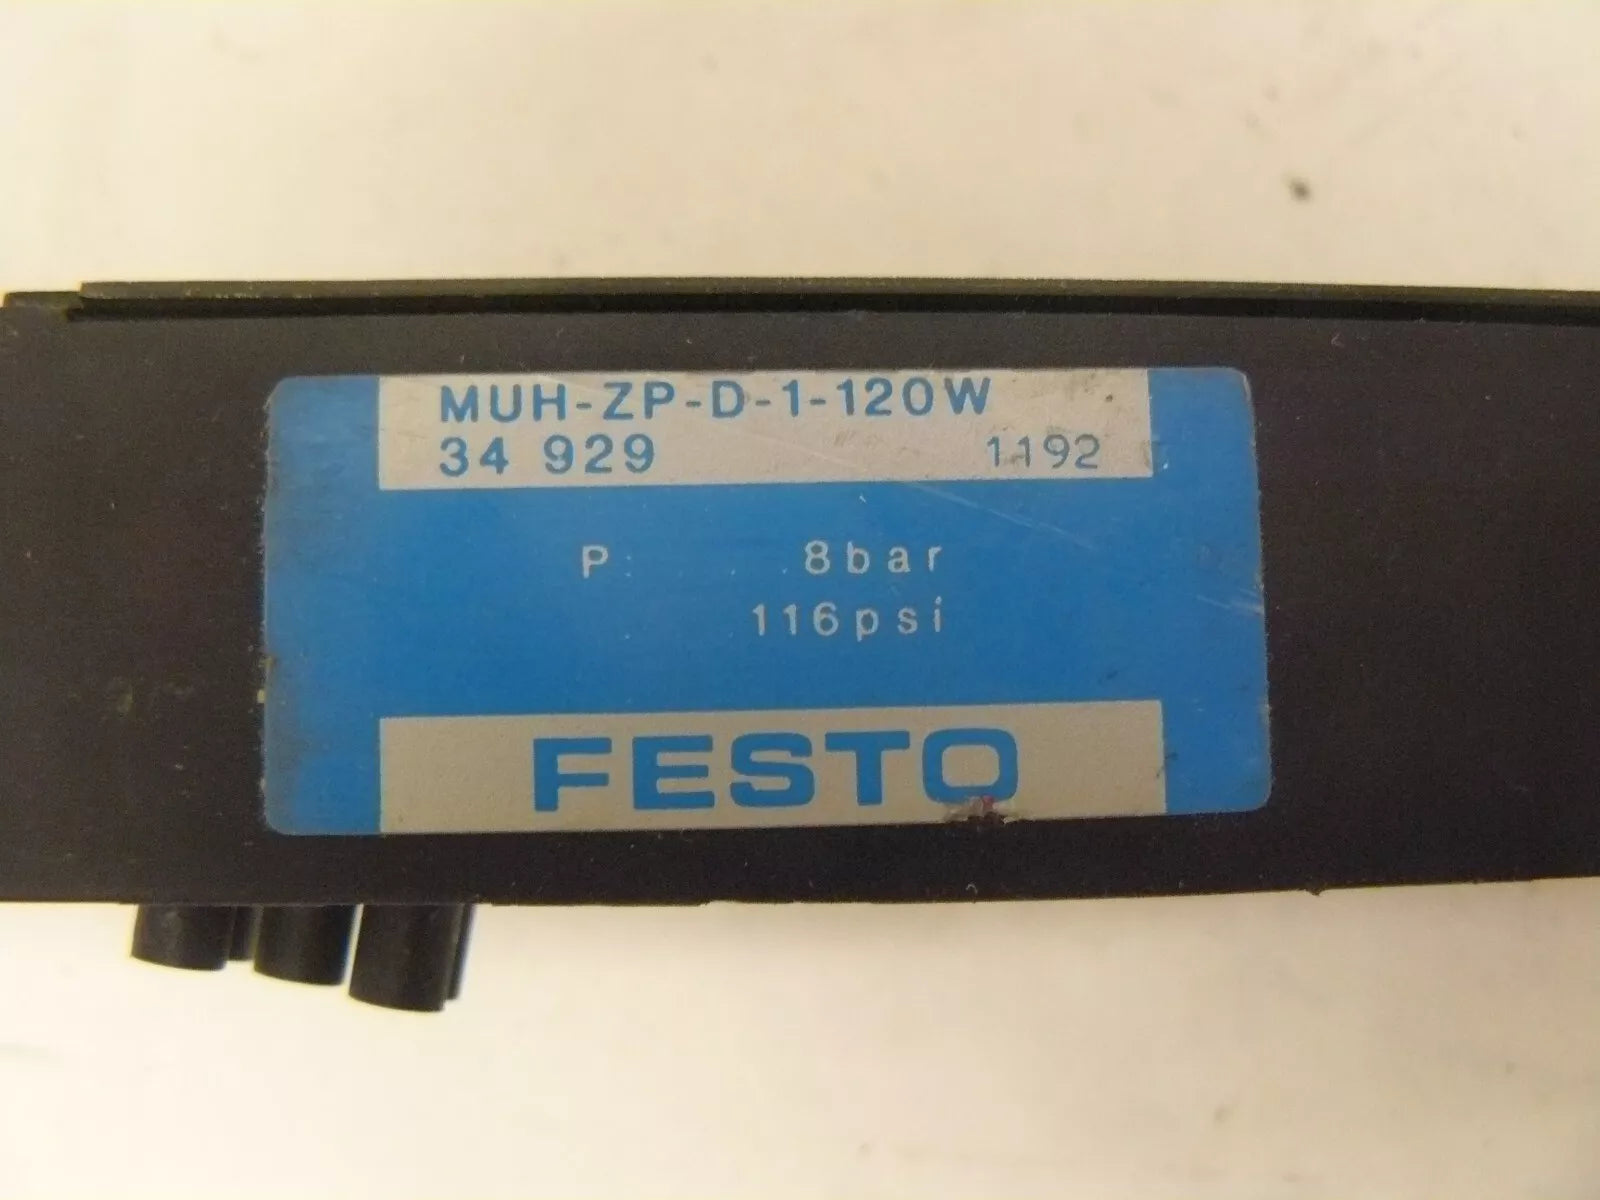 MUH-ZP-D-1-120W
34 929 1192
P 8bar
116psi
FESTO